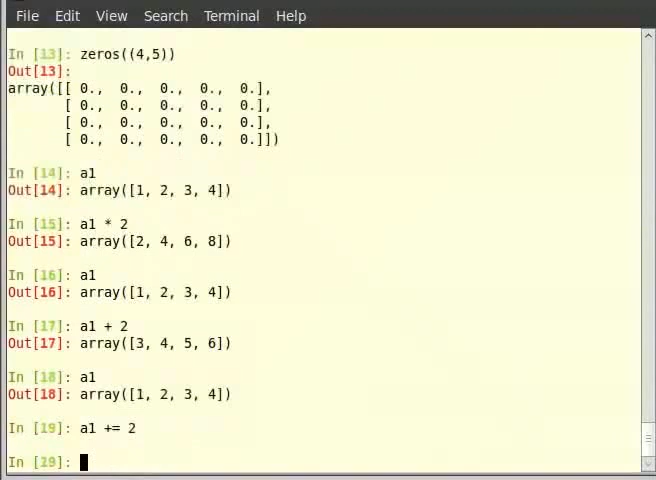 File Edit View Search Terminal Help
In [13]: zeros((4,5))
Out[13]:
array([[ 0., 0., 0., 0., 0.],
[ 0., 0., 0., 0., 0.],
[ 0., 0., 0., 0., 0.],
[ 0., 0., 0., 0., 0.]])
In [14]: a1
Out[14]: array([1, 2, 3, 4])
In [15]: a1 * 2
Out[15]: array([2, 4, 6, 8])
In [16]: a1
Out[16]: array([1, 2, 3, 4])
In [17]: a1 + 2
Out[17]: array([3, 4, 5, 6])
In [18]: a1
Out[18]: array([1, 2, 3, 4])
In [19]: a1 += 2
In [29]: